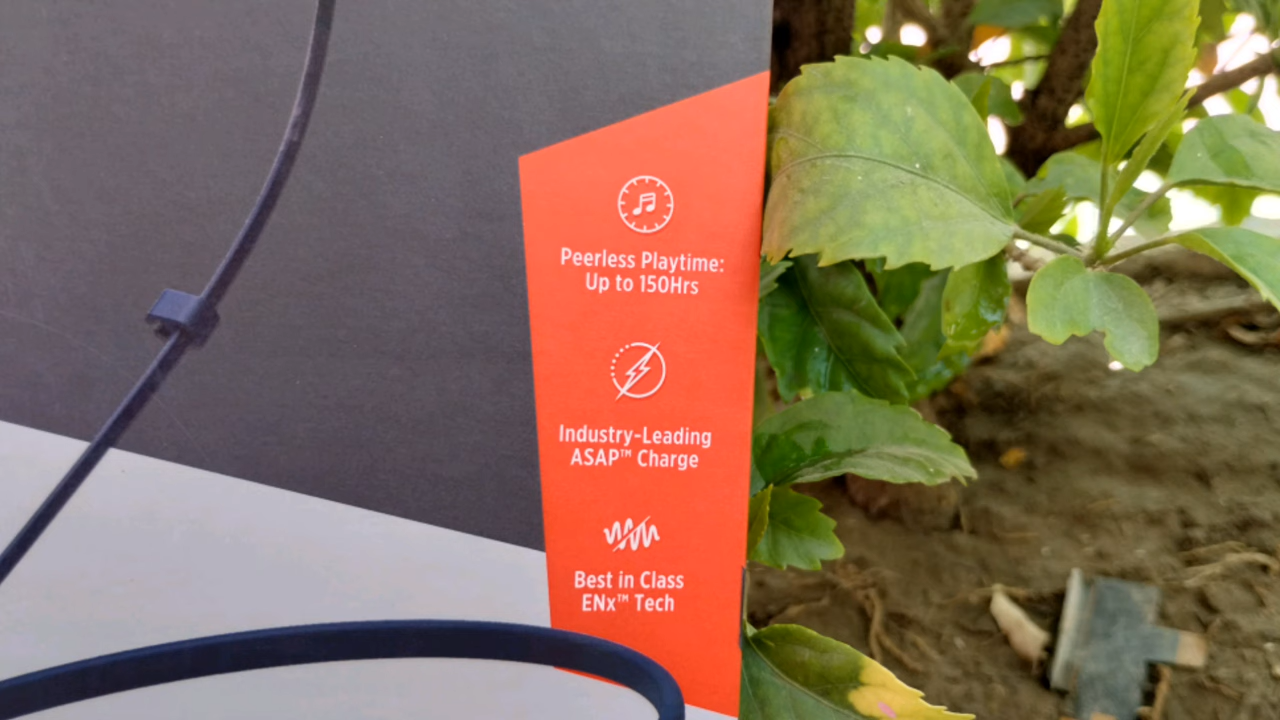 Peerless Playtime:
Up to 150Hrs
Industry-Leading
ASAP™ Charge
Best in Class
ENx™ Tech